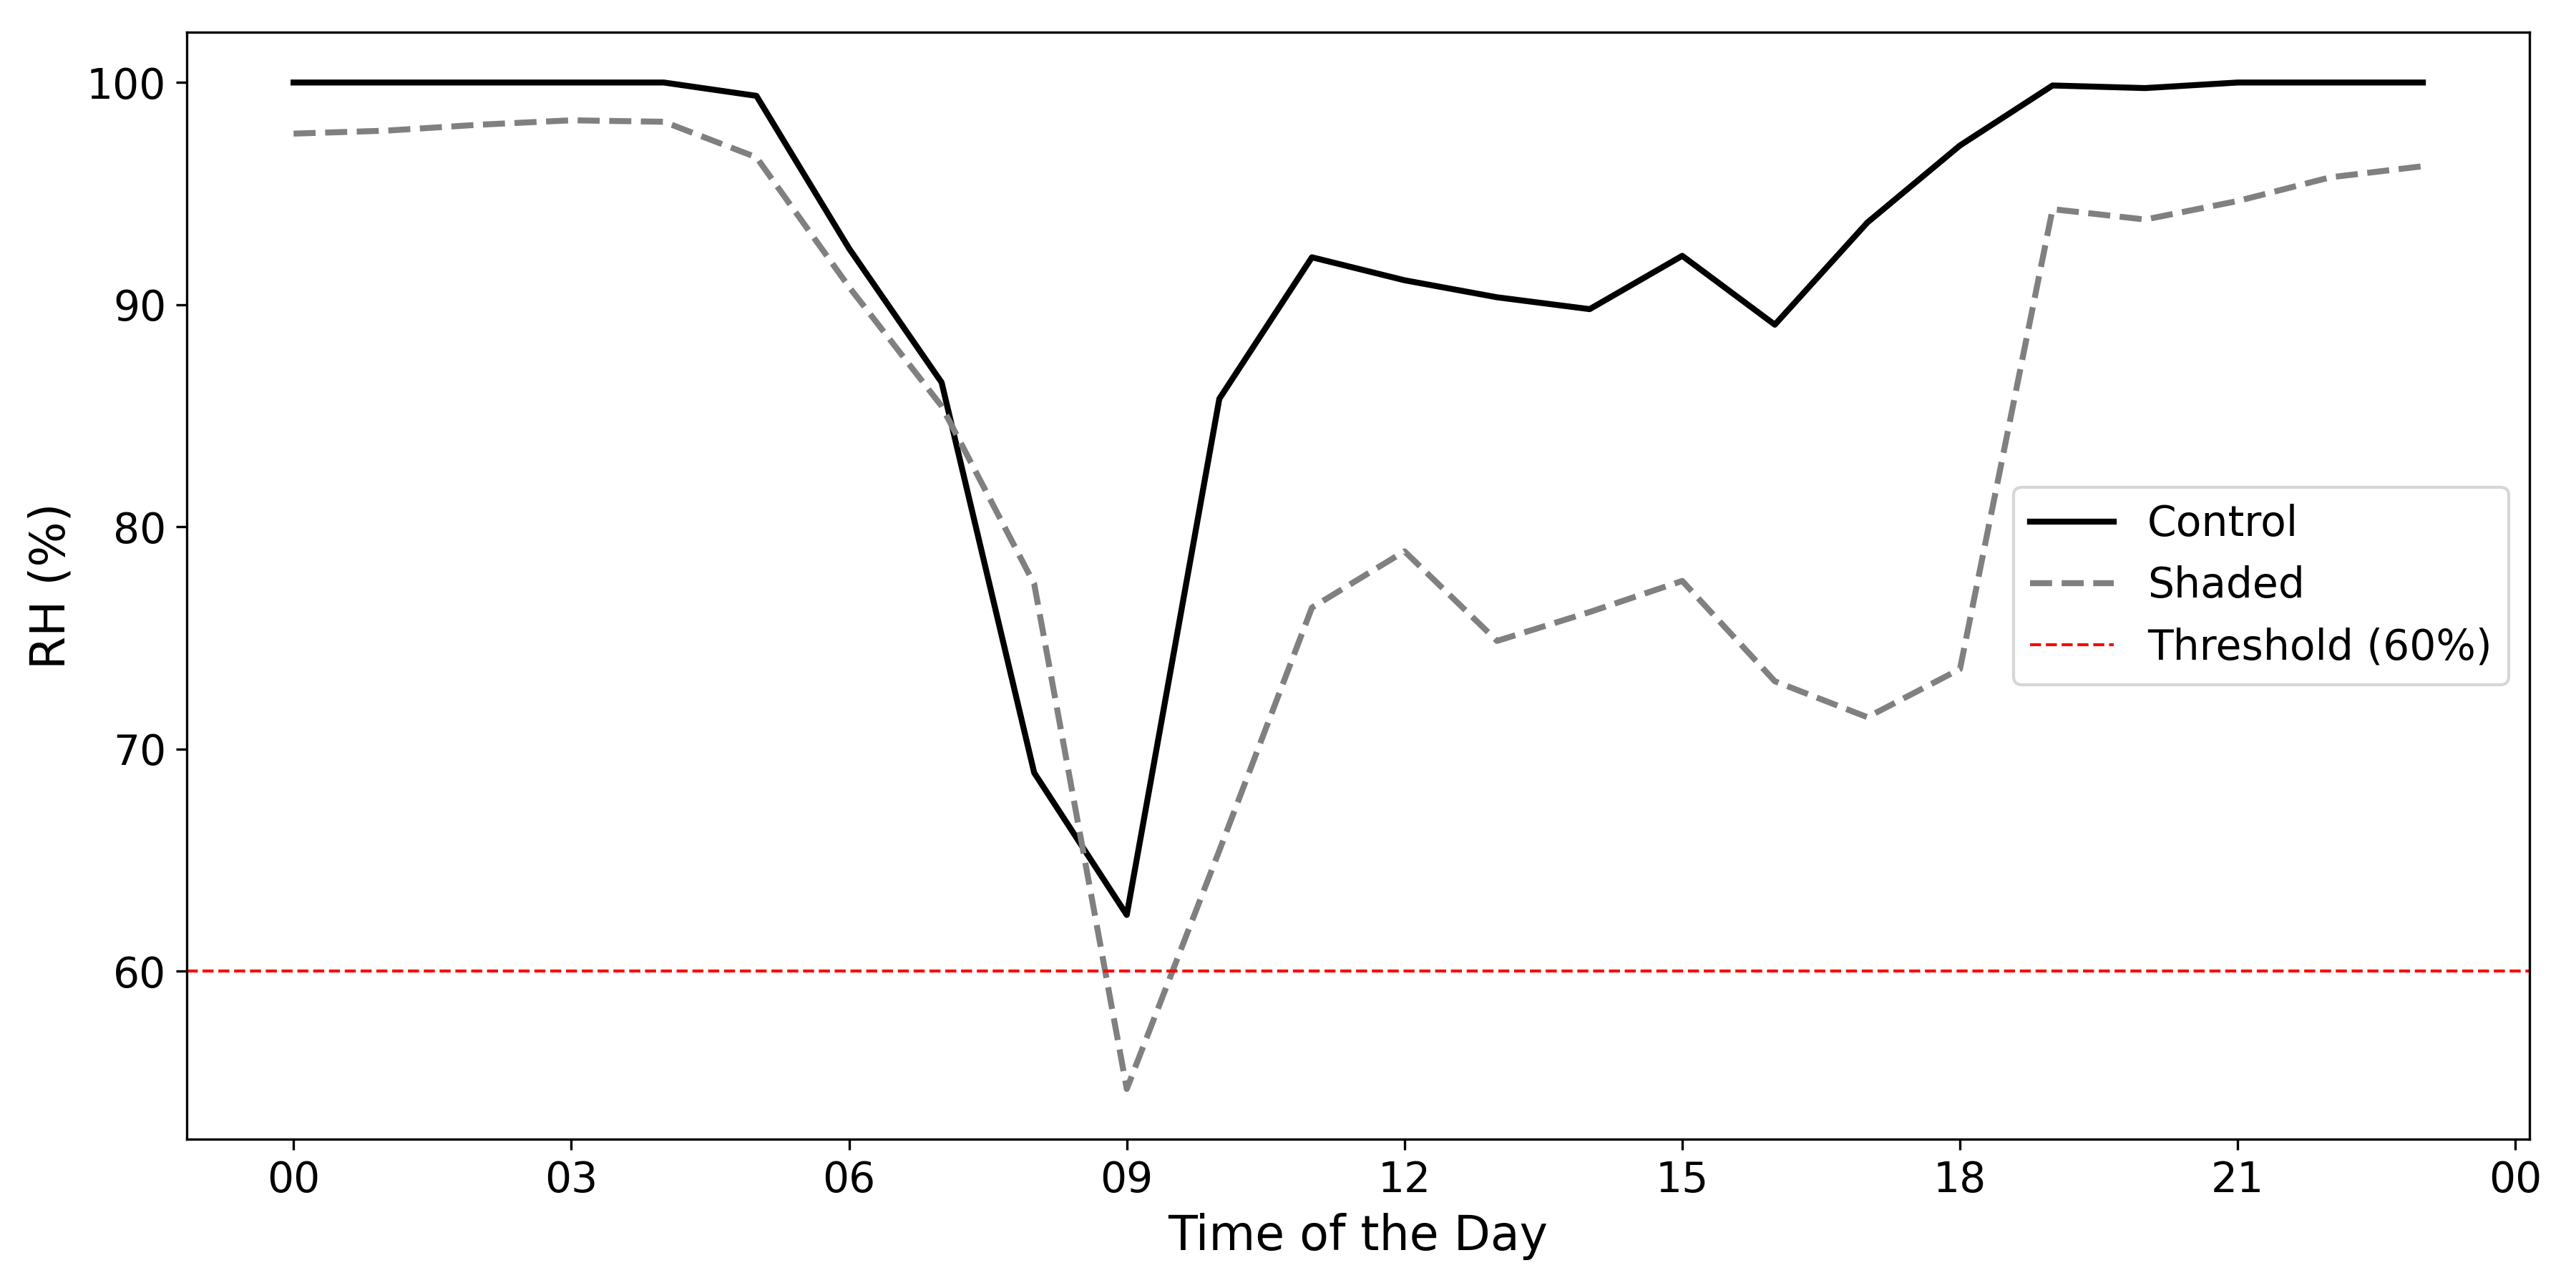 100
90
80
70
60
RH (%)
Control
Shaded
Threshold (60%)
00 03 06 09 12 15 18 21 00
Time of the Day